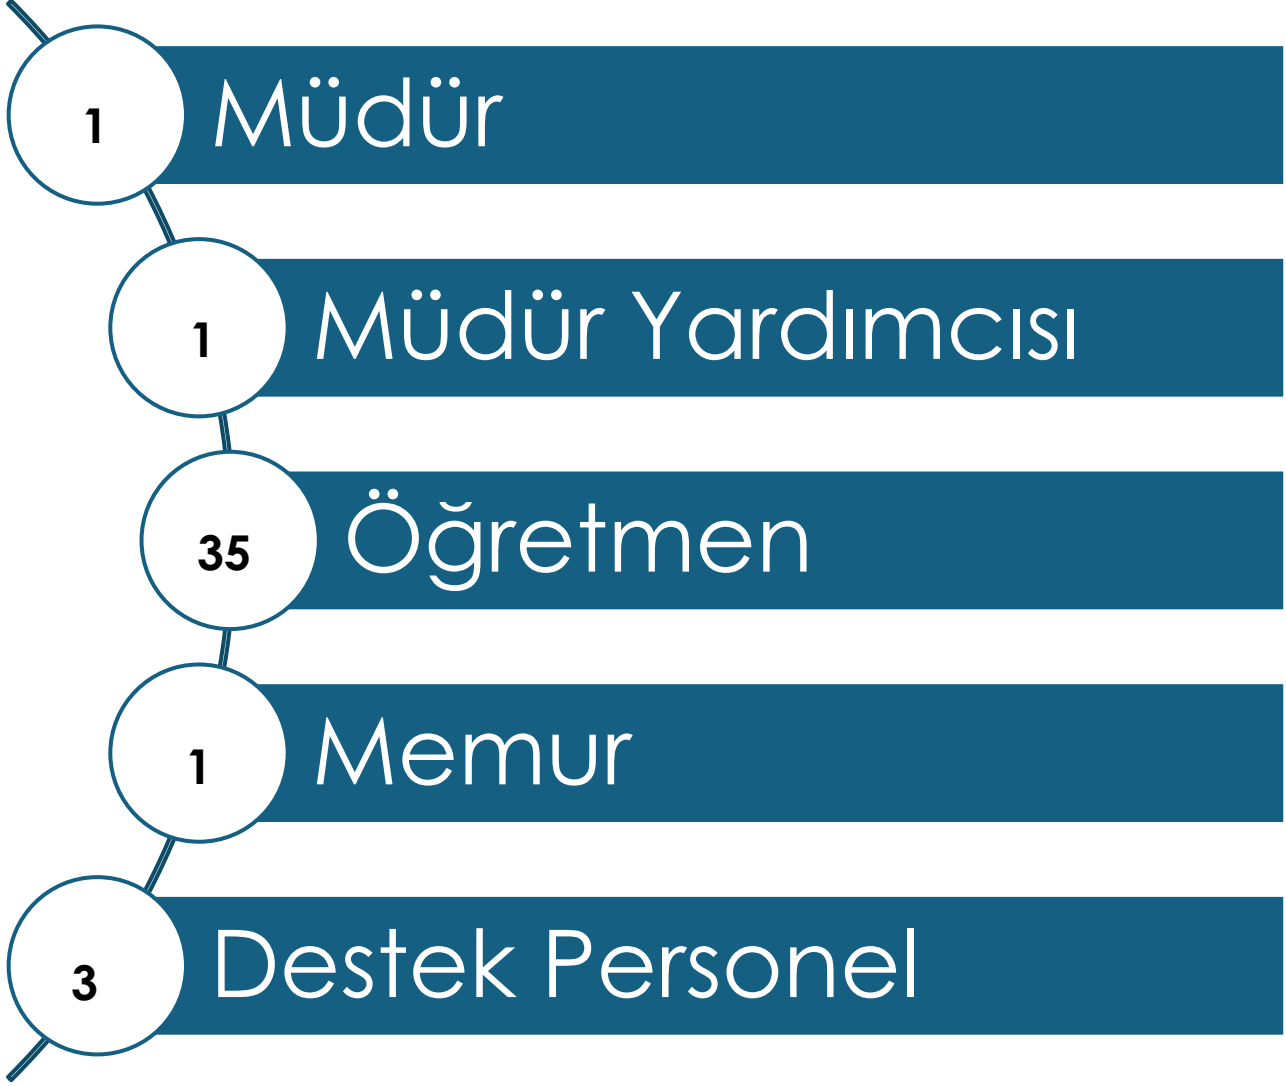 1
Müdür
1
Müdür Yardımcısı
35
Öğretmen
1
Memur
3
Destek Personel